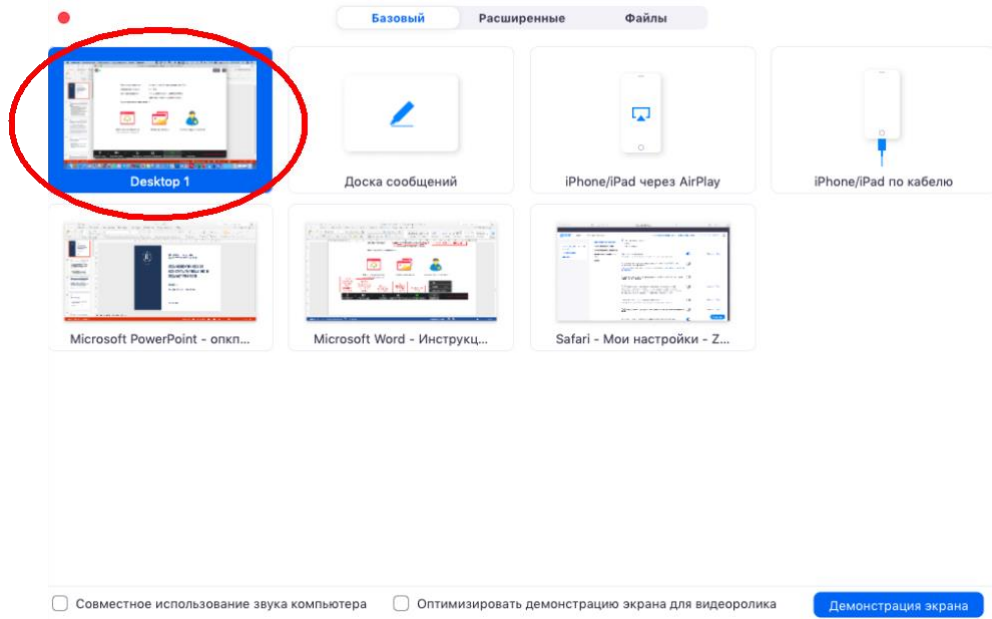 Базовый
Расширенные
Файлы
Desktop 1
Доска сообщений
iPhone/iPad через AirPlay
iPhone/iPad по кабелю
Microsoft PowerPoint - опкп...
Microsoft Word - Инструкц...
Safari - Мои настройки - Z...
Совместное использование звука компьютера
Оптимизировать демонстрацию экрана для видеоролика
Демонстрация экрана